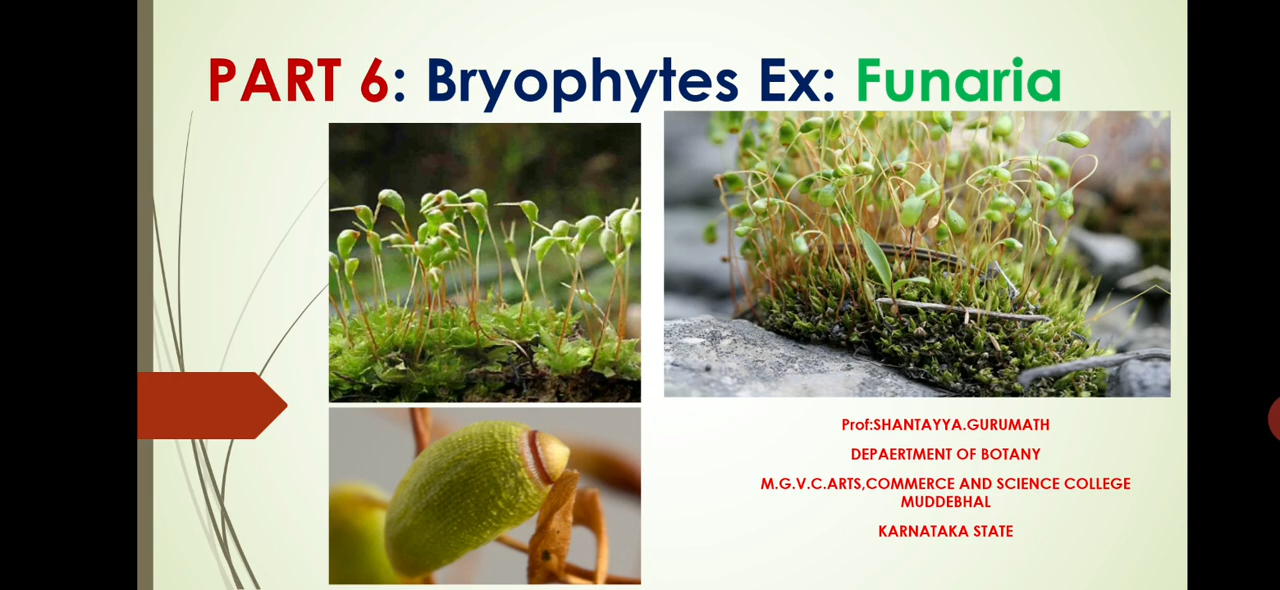 PART 6: Bryophytes Ex: Funaria
Prof:SHANTAYYA.GURUMATH
DEPAERTMENT OF BOTANY
M.G.V.C.ARTS,COMMERCE AND SCIENCE COLLEGE
MUDDEBHAL
KARNATAKA STATE